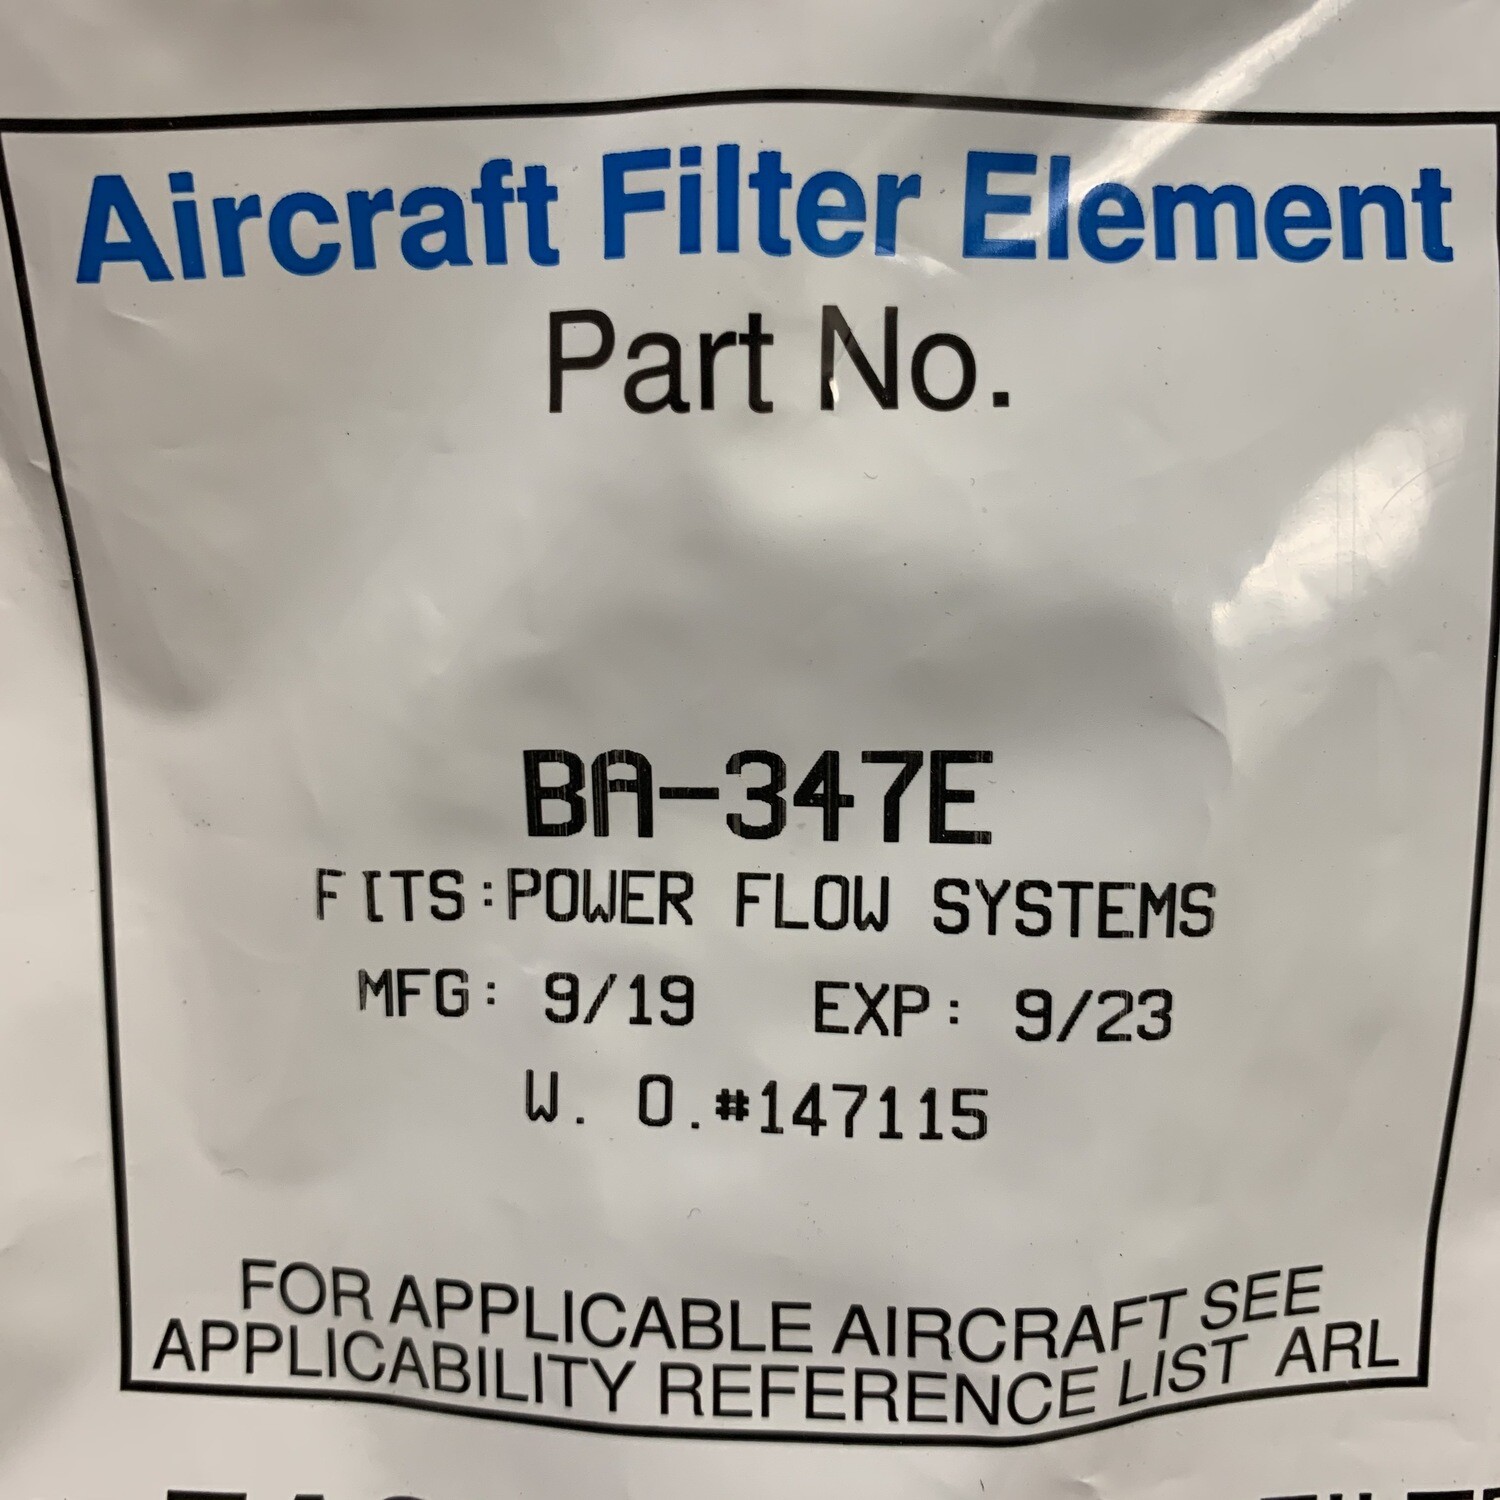 Aircraft Filter Element
Part No.
BA-347E
FITS:POWER FLOW SYSTEMS
MFG: 9/19 EXP: 9/23
W. O.#147115
FOR APPLICABLE AIRCRAFT SEE
APPLICABILITY REFERENCE LIST ARL